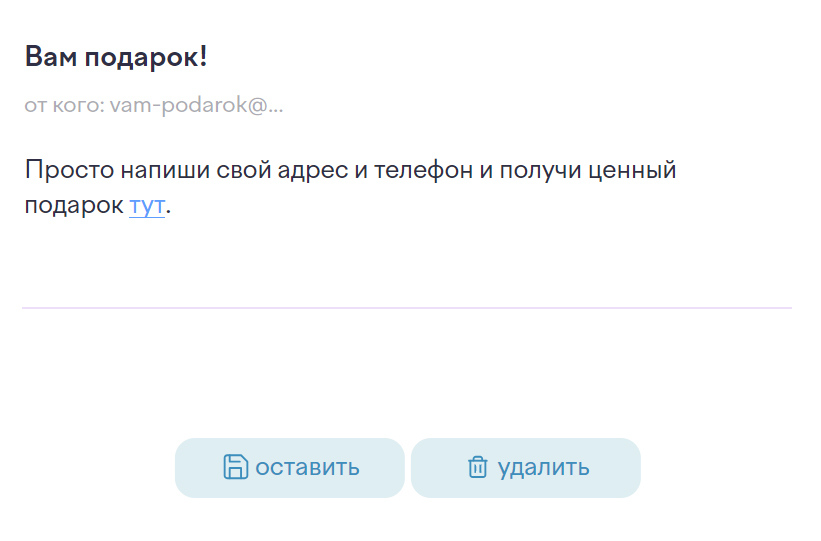 Вам подарок!
от кого: vam-podarok@...
Просто напиши свой адрес и телефон и получи ценный
подарок тут.
оставить
удалить